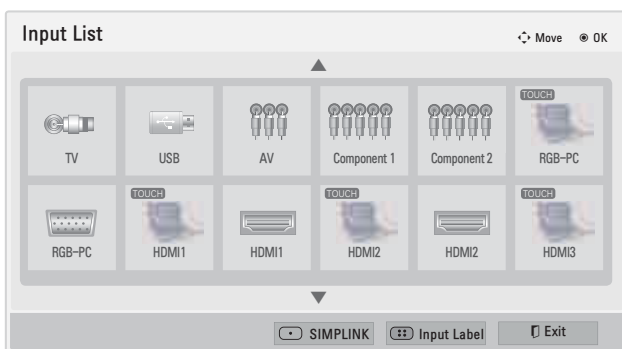 Input List
Move OK
TOUCH
TV USB AV Component 1 Component 2 RGB-PC
TOUCH TOUCH TOUCH
RGB-PC HDMI1 HDMI1 HDMI2 HDMI2 HDMI3
SIMPLINK Input Label Exit